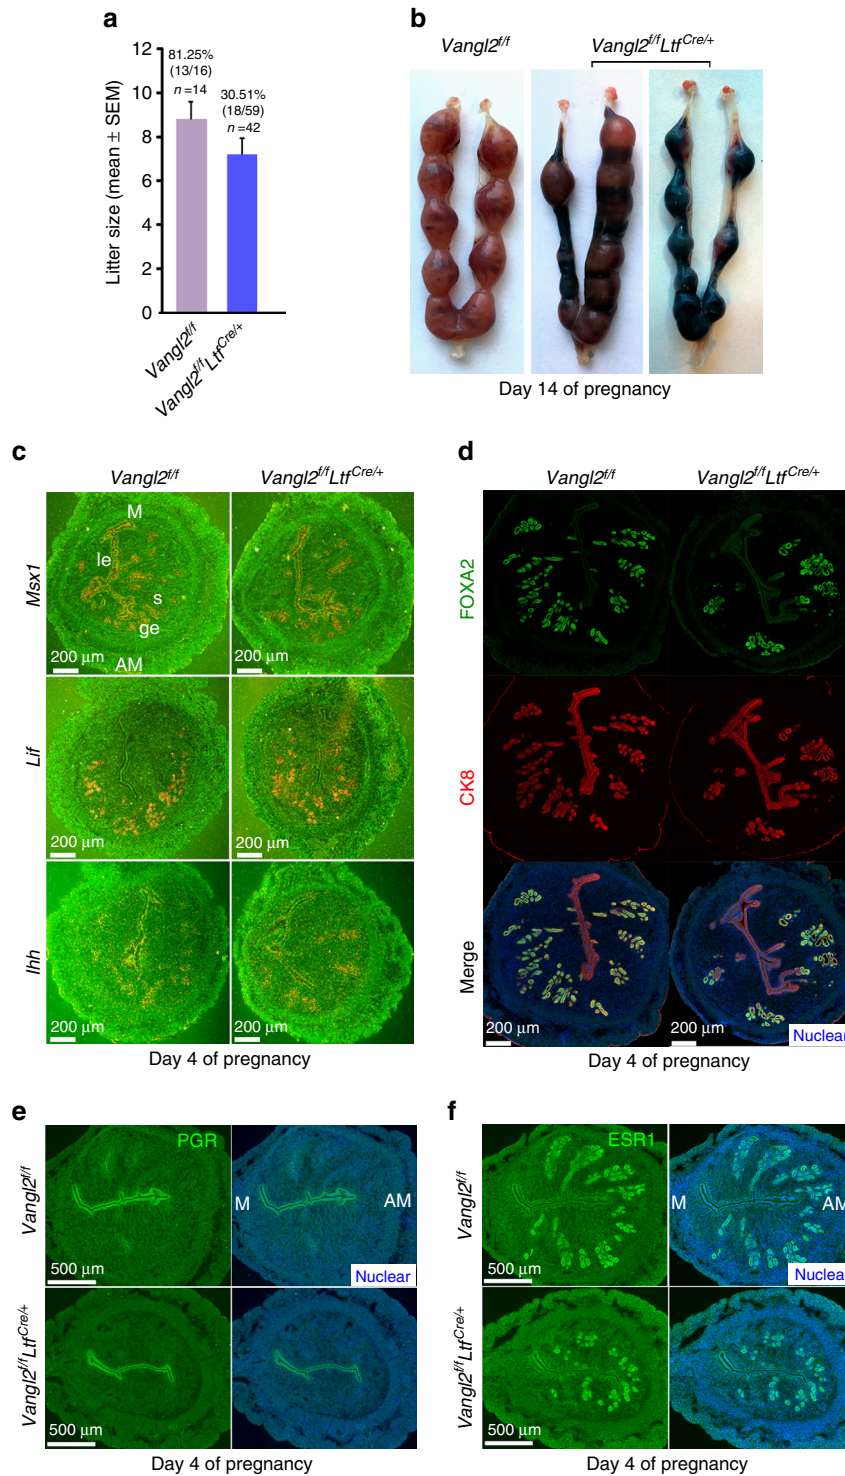 a
12
10
8
6
4
2
0
Litter size (mean ± SEM)
81.25%
(13/16)
n =14
30.51%
(18/59)
n =42
Vangl2f/f
Vangl2f/fLtfCre/+
b
Vangl2f/f
Vangl2f/fLtfCre/+
Day 14 of pregnancy
c
Vangl2f/f
Vangl2f/fLtfCre/+
Msx1
M
le
s
ge
AM
200 µm
200 µm
Lif
200 µm
200 µm
Ihh
200 µm
200 µm
Day 4 of pregnancy
d
Vangl2f/f
Vangl2f/fLtfCre/+
FOXA2
CK8
Merge
200 µm
200 µm
Nuclear
Day 4 of pregnancy
e
Vangl2f/f
PGR
500 µm
M
AM
Nuclear
Vangl2f/fLtfCre/+
500 µm
Day 4 of pregnancy
f
Vangl2f/f
ESR1
500 µm
M
AM
Nuclear
Vangl2f/fLtfCre/+
500 µm
Day 4 of pregnancy